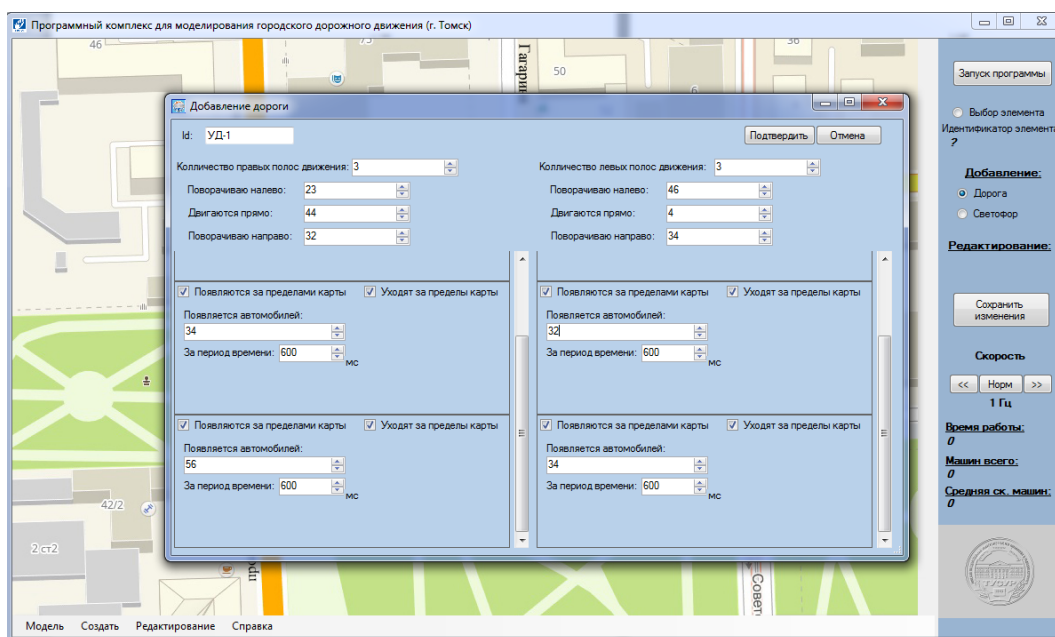 Программный комплекс для моделирования городского дорожного движения (г. Томск)
46
36
50
6
Добавление дороги
Id: УД-1
Подтвердить Отмена
Колличество правых полос движения: 3
Поворачиваю налево: 23
Двигаются прямо: 44
Поворачиваю направо: 32
Колличество левых полос движения: 3
Поворачиваю налево: 46
Двигаются прямо: 4
Поворачиваю направо: 34
Появляются за пределами карты Уходят за пределы карты
Появляется автомобилей:
34
За период времени: 600 мс
Появляются за пределами карты Уходят за пределы карты
Появляется автомобилей:
32
За период времени: 600 мс
Появляются за пределами карты Уходят за пределы карты
Появляется автомобилей:
56
За период времени: 600 мс
Появляются за пределами карты Уходят за пределы карты
Появляется автомобилей:
34
За период времени: 600 мс
42/2
2 ст2
Запуск программы
Выбор элемента
Идентификатор элемент
?
Добавление:
Дорога
Светофор
Редактирование:
Сохранить
изменения
Скорость
<< Норм >>
1 Гц
Время работы:
0
Машин всего:
0
Средняя ск. машин:
0
ТУСУР
Модель Создать Редактирование Справка